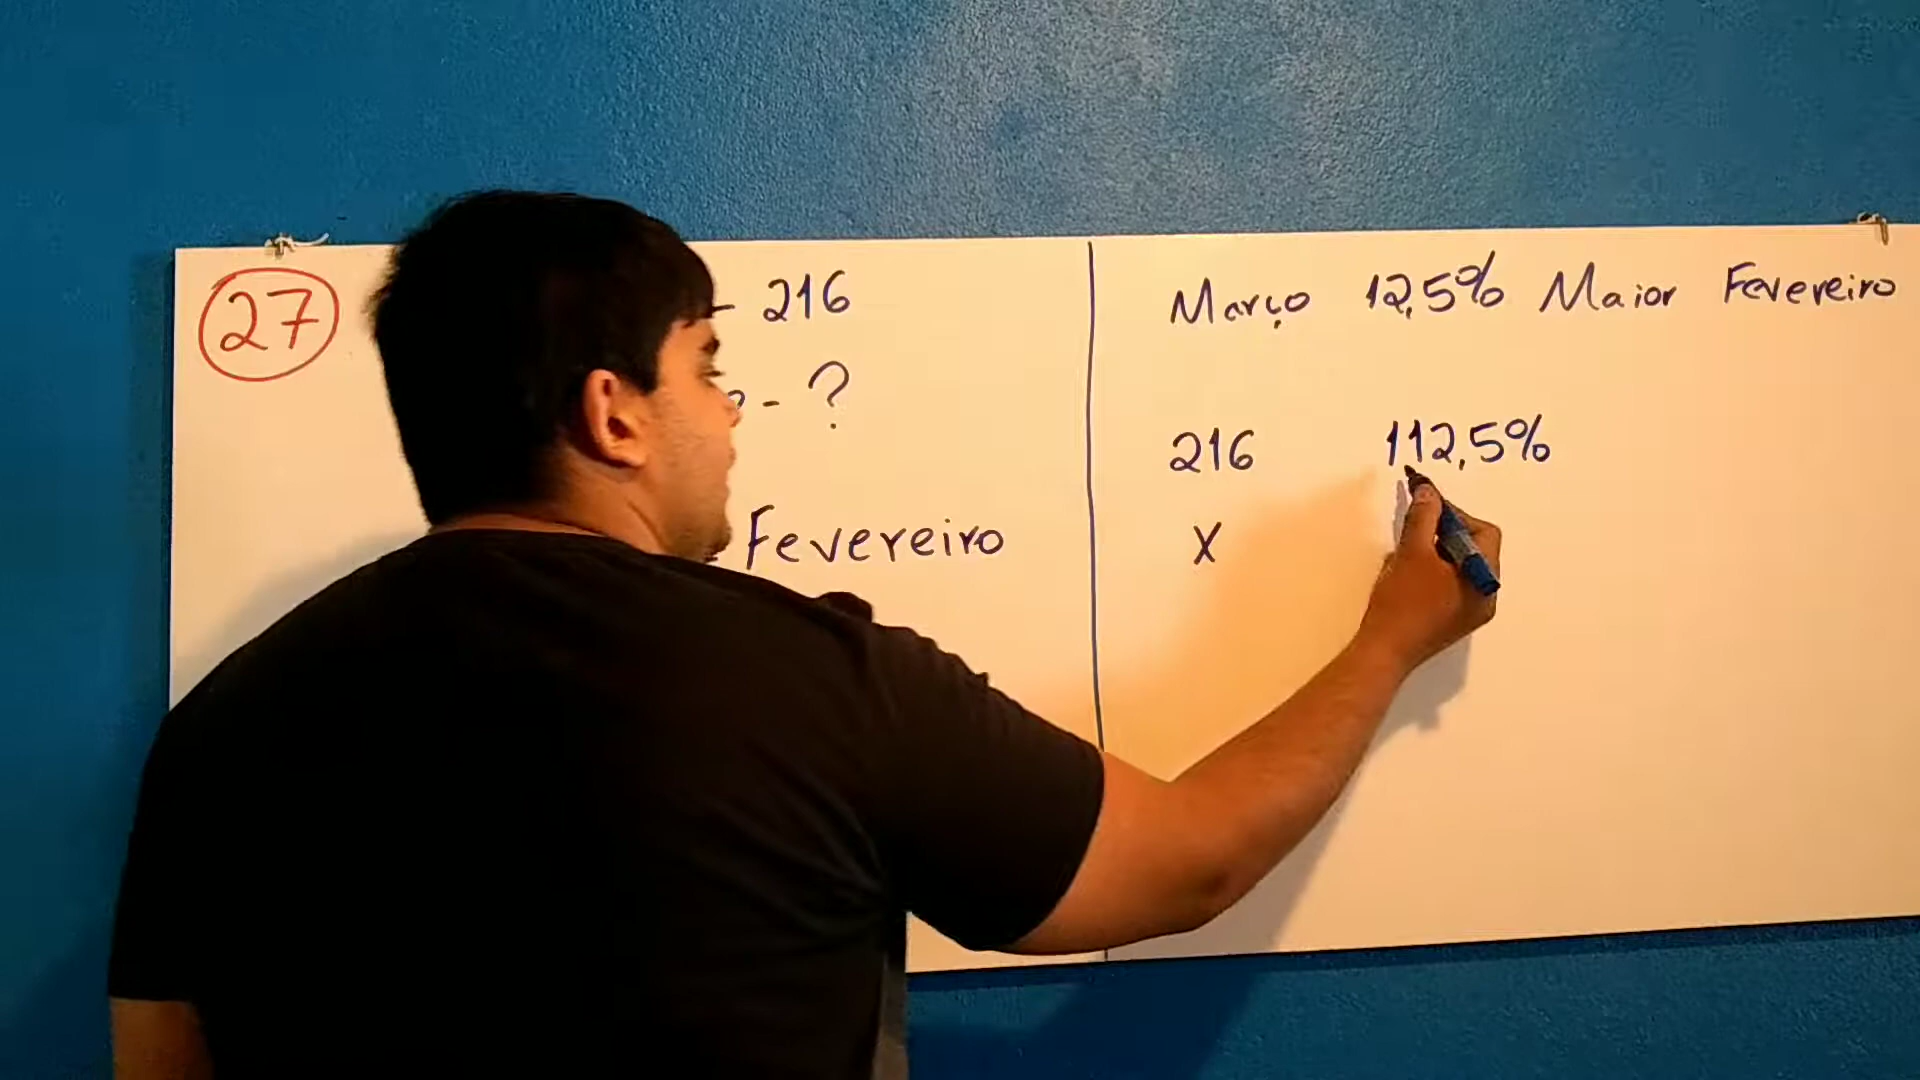 27
- 216
- ?
Fevereiro
Março 12,5% Maior Fevereiro
216 112,5%
X